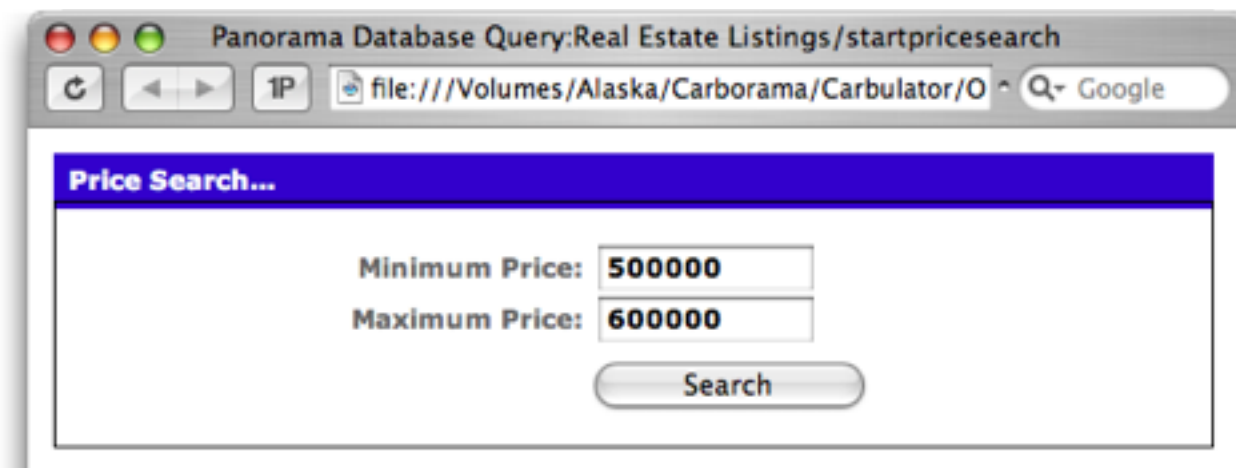 Panorama Database Query:Real Estate Listings/startpricesearch
1P file:///Volumes/Alaska/Carborama/Carbulator/O Google
Price Search...
Minimum Price: 500000
Maximum Price: 600000
Search